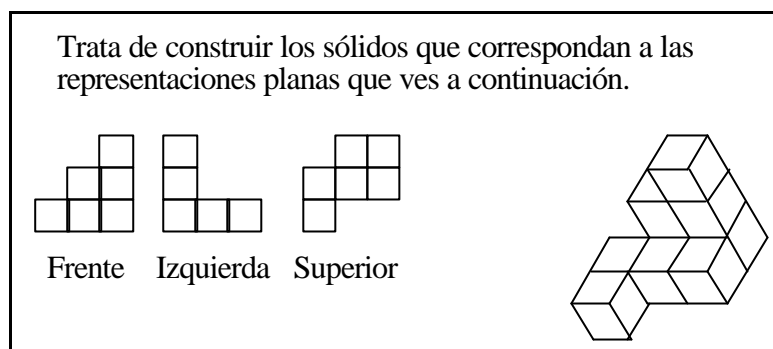 Trata de construir los sólidos que correspondan a las
representaciones planas que ves a continuación.
Frente Izquierda Superior